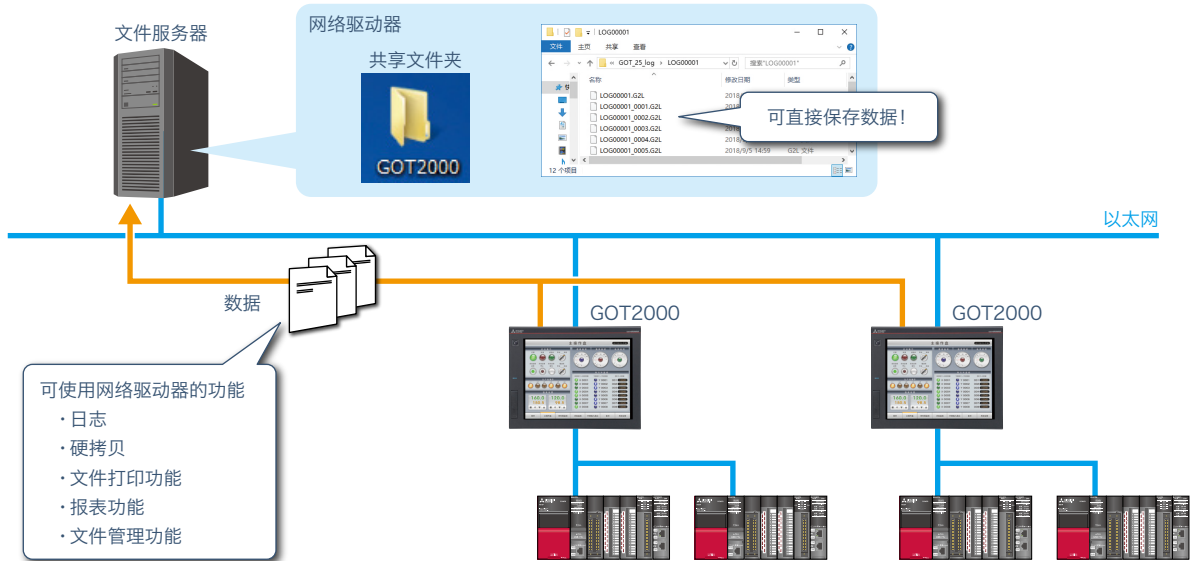 文件服务器
网络驱动器
共享文件夹
GOT2000
LOG00001
文件 主页 共享 查看
« GOT_25_log › LOG00001
搜索"LOG00001"
名称 修改日期 类型
LOG00001.G2L 2018
LOG00001_0001.G2L 2018
LOG00001_0002.G2L
LOG00001_0003.G2L
LOG00001_0004.G2L 2018
LOG00001_0005.G2L 2018/9/5 14:59 G2L 文件
12 个项目
可直接保存数据！
以太网
数据
GOT2000
GOT2000
可使用网络驱动器的功能
・日志
・硬拷贝
・文件打印功能
・报表功能
・文件管理功能